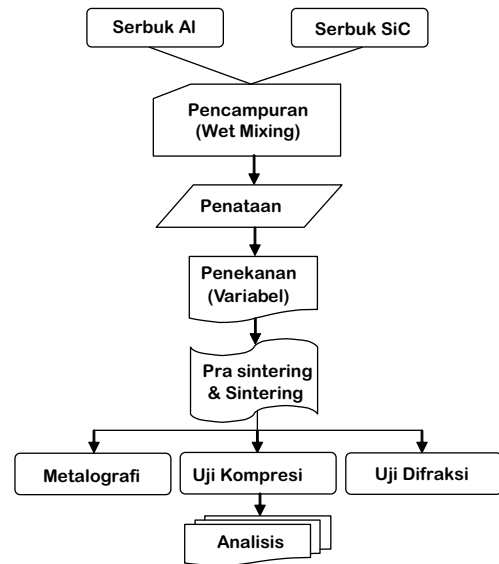 Serbuk Al
Serbuk SiC
Pencampuran
(Wet Mixing)
Penataan
Penekanan
(Variabel)
Pra sintering
& Sintering
Metalografi
Uji Kompresi
Uji Difraksi
Analisis